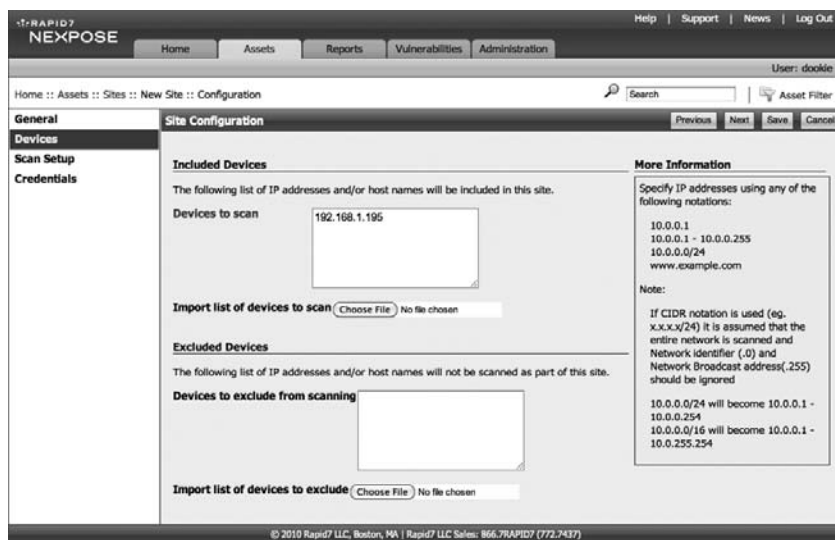 RAPID7
NEXPOSE
Help | Support | News | Log Out
Home Assets Reports Vulnerabilities Administration
User: dookie
Home :: Assets :: Sites :: New Site :: Configuration
Search
Asset Filter
General
Devices
Scan Setup
Credentials
Site Configuration
Previous Next Save Cancel
Included Devices
The following list of IP addresses and/or host names will be included in this site.
Devices to scan
192.168.1.195
Import list of devices to scan Choose File No file chosen
Excluded Devices
The following list of IP addresses and/or host names will not be scanned as part of this site.
Devices to exclude from scanning
Import list of devices to exclude Choose File No file chosen
More Information
Specify IP addresses using any of the
following notations:
10.0.0.1
10.0.0.1 - 10.0.0.255
10.0.0.0/24
www.example.com
Note:
If CIDR notation is used (eg.
x.x.x.x/24) it is assumed that the
entire network is scanned and
Network identifier (.0) and
Network Broadcast address(.255)
should be ignored
10.0.0.0/24 will become 10.0.0.1 -
10.0.0.254
10.0.0.0/16 will become 10.0.0.1 -
10.0.255.254
© 2010 Rapid7 LLC, Boston, MA | Rapid7 LLC Sales: 866.7RAPID7 (772.7437)